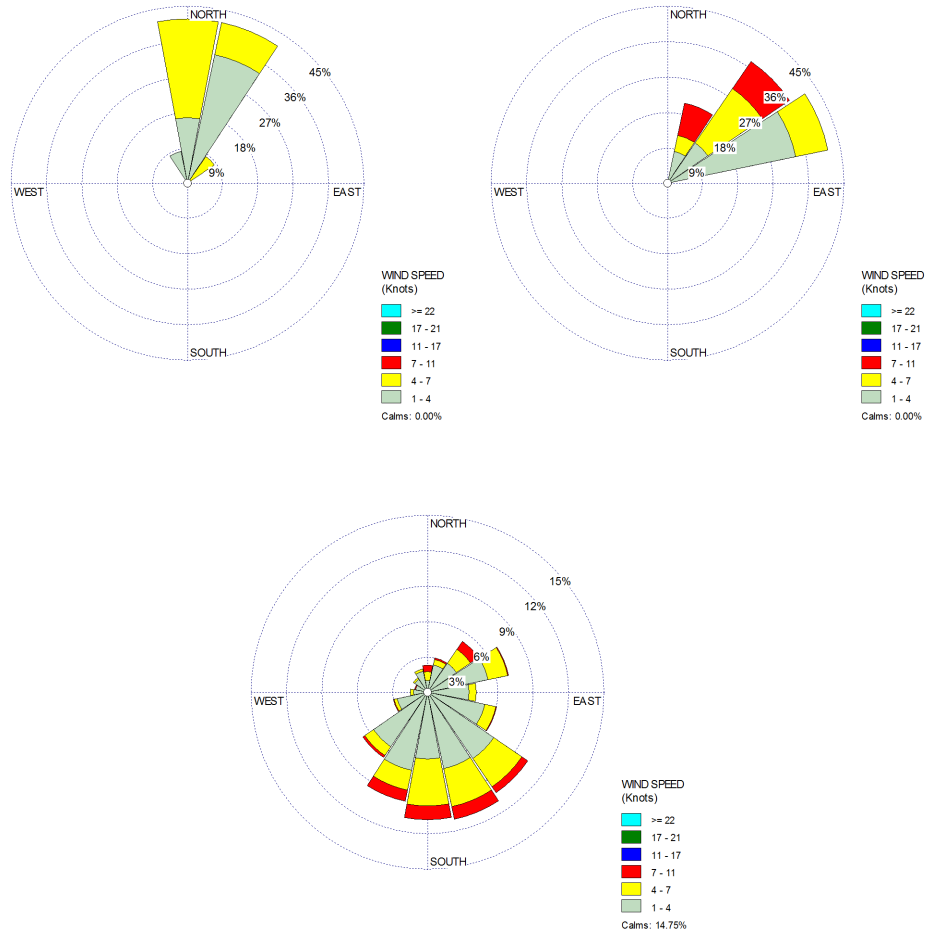 NORTH
45%
36%
27%
18%
9%
WEST
EAST
SOUTH
WIND SPEED
(Knots)
>= 22
17 - 21
11 - 17
7 - 11
4 - 7
1 - 4
Calms: 0.00%
NORTH
45%
36%
27%
18%
9%
WEST
EAST
SOUTH
WIND SPEED
(Knots)
>= 22
17 - 21
11 - 17
7 - 11
4 - 7
1 - 4
Calms: 0.00%
NORTH
15%
12%
9%
6%
3%
WEST
EAST
SOUTH
WIND SPEED
(Knots)
>= 22
17 - 21
11 - 17
7 - 11
4 - 7
1 - 4
Calms: 14.75%